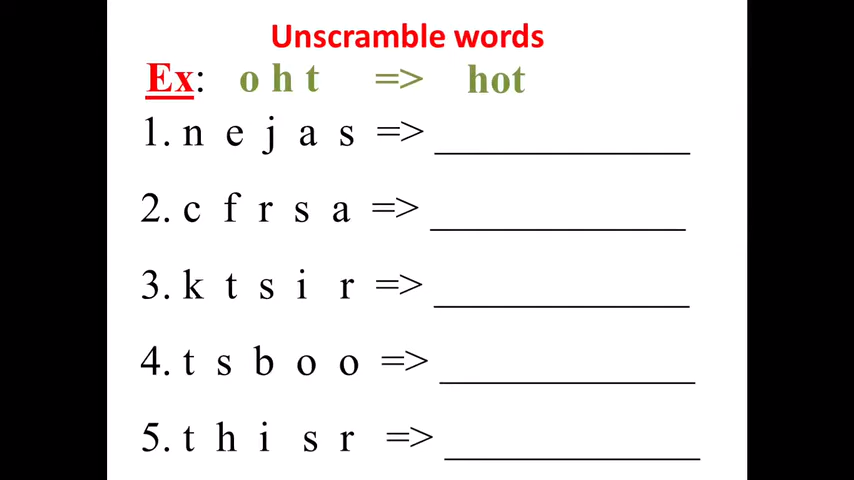 Unscramble words
Ex: o h t => hot
1. n e j a s => ____________
2. c f r s a => ____________
3. k t s i r => ____________
4. t s b o o => ____________
5. t h i s r => ____________